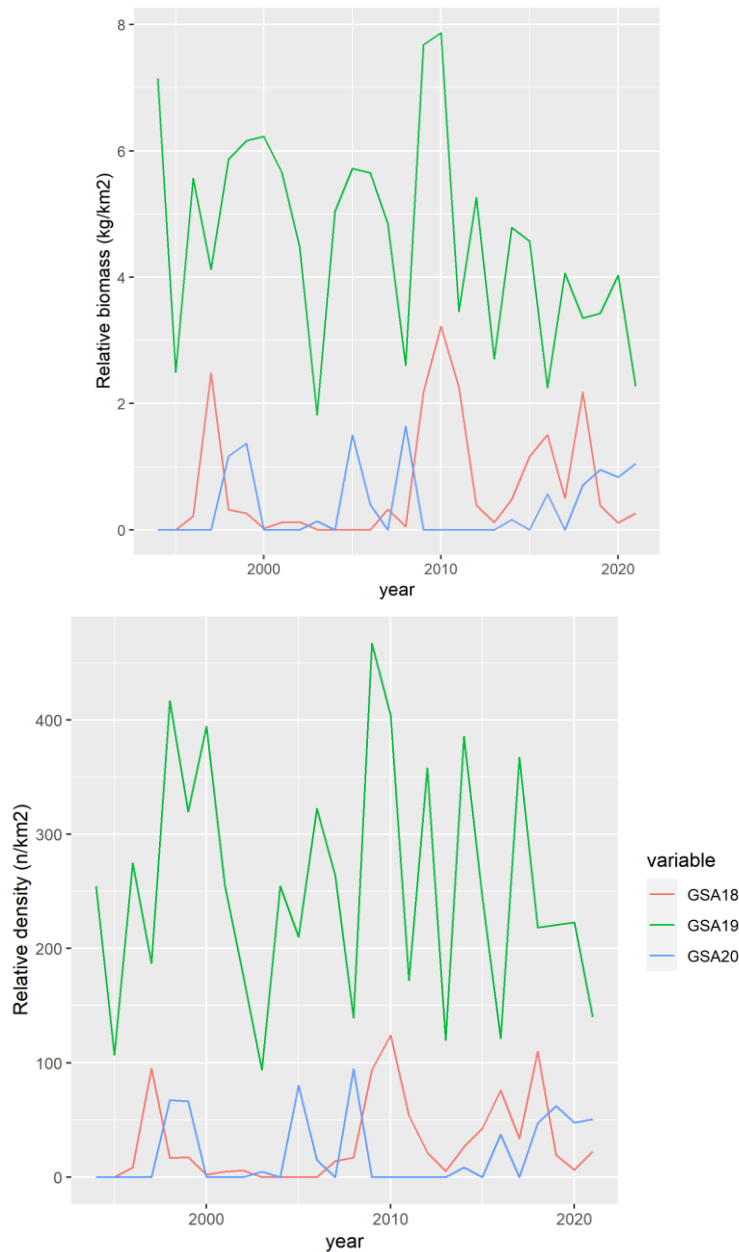 Relative biomass (kg/km2)
8
6
4
2
0
2000
2010
2020
year
Relative density (n/km2)
400
300
200
100
0
2000
2010
2020
year
variable
GSA18
GSA19
GSA20